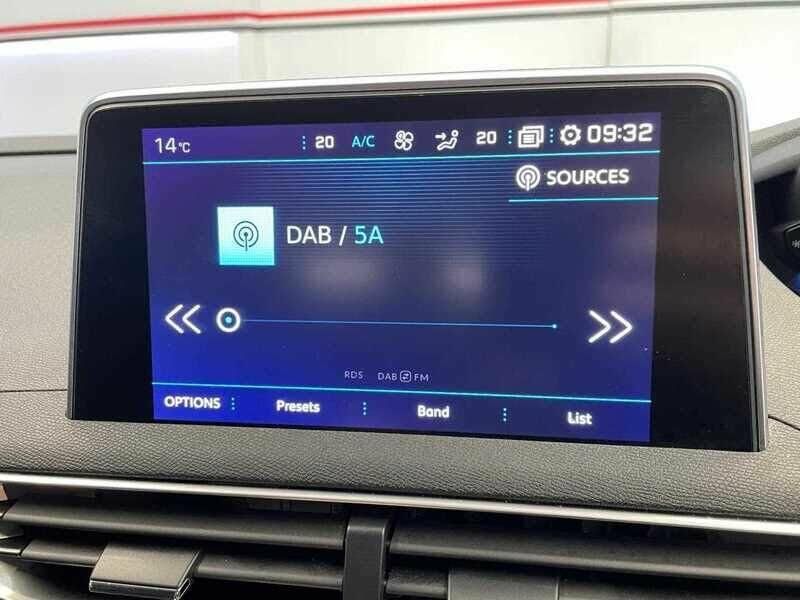 14°C 20 A/C 20 09:32
SOURCES
DAB / 5A
RDS DAB FM
OPTIONS Presets Band List